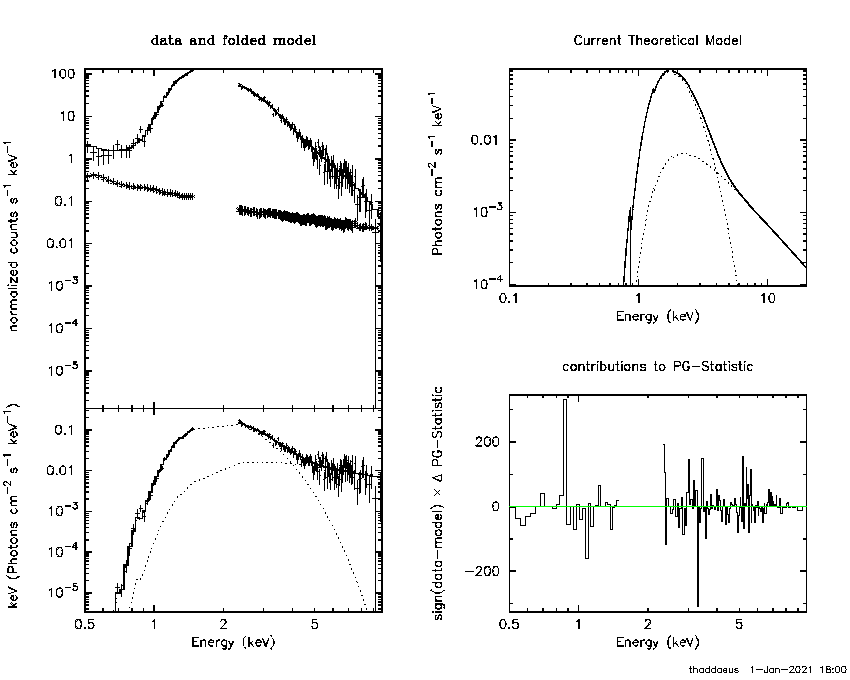 data and folded model
normalized counts s⁻¹ keV⁻¹
100
10
1
0.1
0.01
10⁻³
10⁻⁴
10⁻⁵
keV (Photons cm⁻² s⁻¹ keV⁻¹)
0.1
0.01
10⁻³
10⁻⁴
10⁻⁵
0.5 1 2 5
Energy (keV)
Current Theoretical Model
Photons cm⁻² s⁻¹ keV⁻¹
0.01
10⁻³
10⁻⁴
0.1 1 10
Energy (keV)
contributions to PG-Statistic
sign(data-model) × Δ PG-Statistic
200
0
-200
0.5 1 2 5
Energy (keV)
thaddaeus 1-Jan-2021 18:00